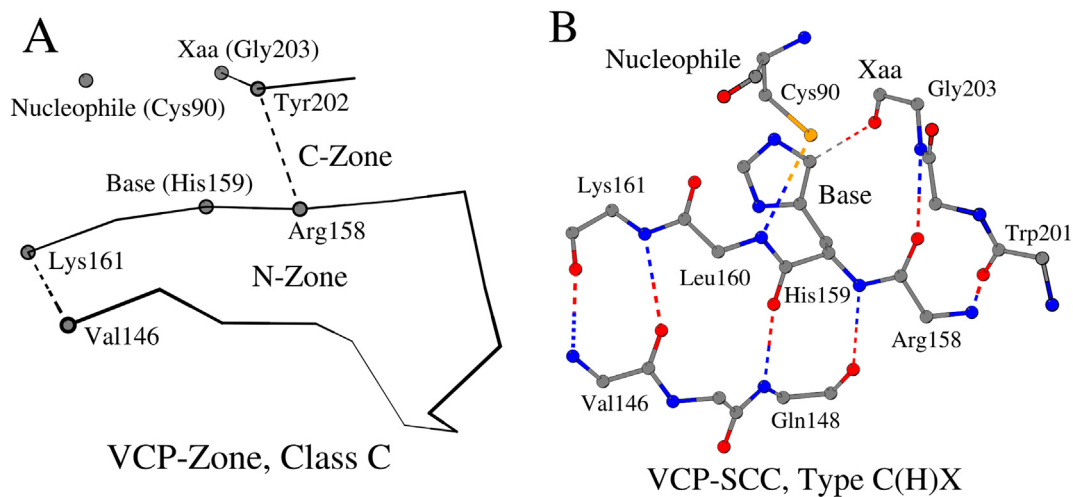 A
Xaa (Gly203)
Nucleophile (Cys90)
Tyr202
C-Zone
Base (His159)
Arg158
Lys161
N-Zone
Val146
VCP-Zone, Class C
B
Nucleophile
Cys90
Xaa
Gly203
Lys161
Base
Trp201
Leu160
His159
Arg158
Val146
Gln148
VCP-SCC, Type C(H)X